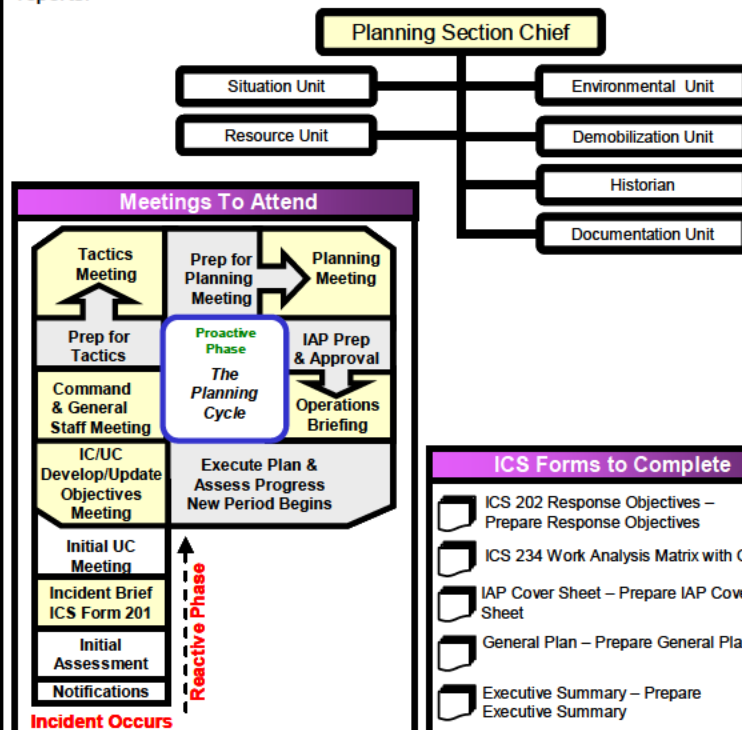 Planning Section Chief
Situation Unit
Environmental Unit
Resource Unit
Demobilization Unit
Historian
Documentation Unit
Meetings To Attend
Tactics
Meeting
Prep for
Planning
Meeting
Planning
Meeting
Prep for
Tactics
Proactive
Phase
The
Planning
Cycle
IAP Prep
& Approval
Command
& General
Staff Meeting
Operations
Briefing
IC/UC
Develop/Update
Objectives
Meeting
Execute Plan &
Assess Progress
New Period Begins
Initial UC
Meeting
Incident Brief
ICS Form 201
Initial
Assessment
Notifications
Reactive Phase
Incident Occurs
ICS Forms to Complete
ICS 202 Response Objectives –
Prepare Response Objectives
ICS 234 Work Analysis Matrix with
IAP Cover Sheet – Prepare IAP
Sheet
General Plan – Prepare General
Executive Summary – Prepare
Executive Summary